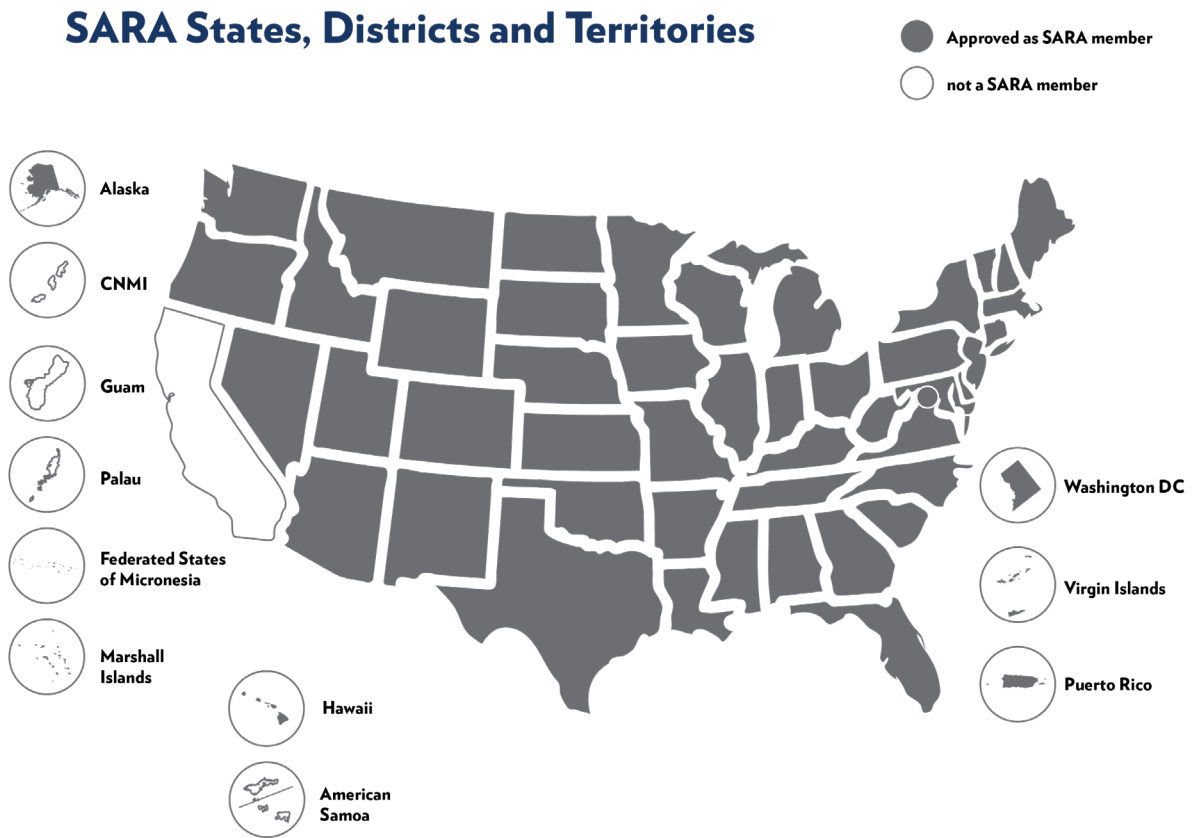 SARA States, Districts and Territories
Approved as SARA member
not a SARA member
Alaska
CNMI
Guam
Palau
Federated States
of Micronesia
Marshall
Islands
Hawaii
American
Samoa
Washington DC
Virgin Islands
Puerto Rico